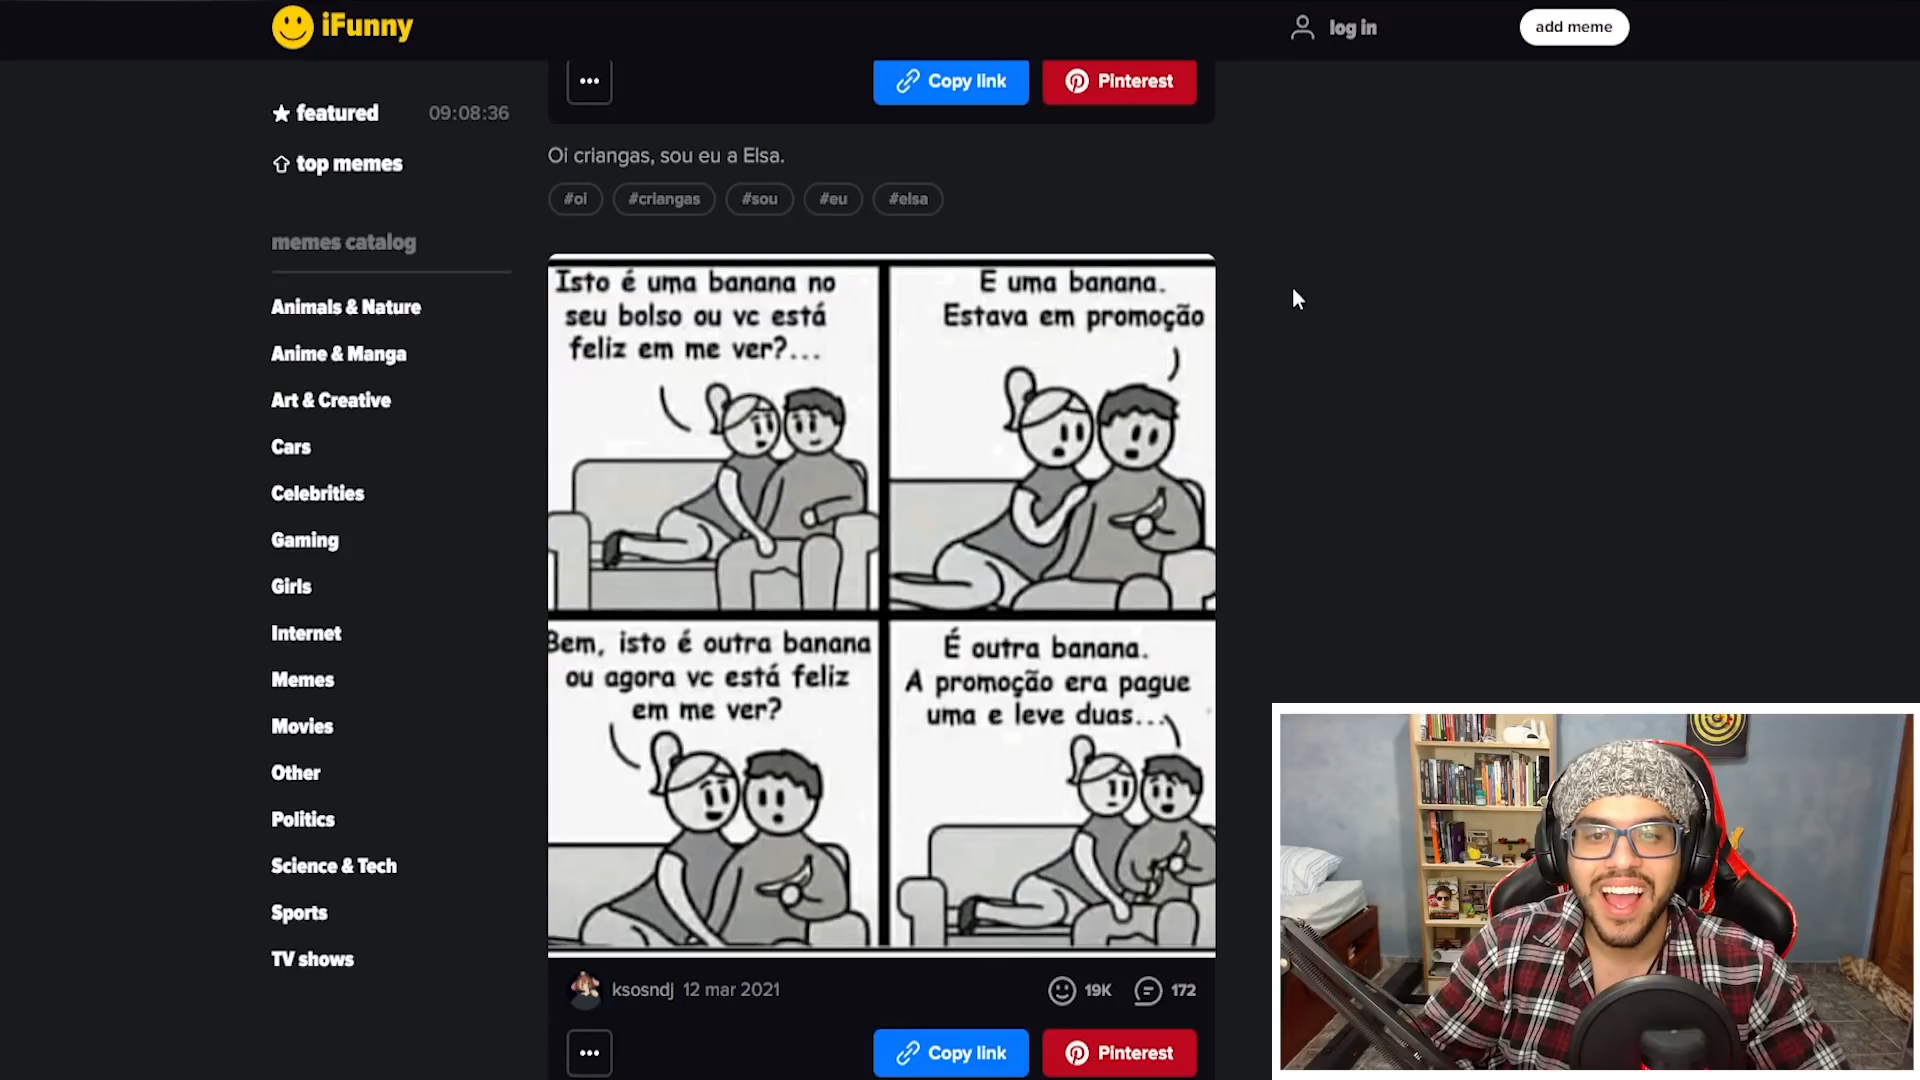 iFunny
log in
add meme
featured 09:08:36
top memes
memes catalog
Animals & Nature
Anime & Manga
Art & Creative
Cars
Celebrities
Gaming
Girls
Internet
Memes
Movies
Other
Politics
Science & Tech
Sports
TV shows
Copy link
Pinterest
Oi criangas, sou eu a Elsa.
#oi #criangas #sou #eu #elsa
Isto é uma banana no
seu bolso ou vc está
feliz em me ver?...
E uma banana.
Estava em promoção
Bem, isto é outra banana
ou agora vc está feliz
em me ver?
É outra banana.
A promoção era pague
uma e leve duas...
ksosndj 12 mar 2021
19K 172
Copy link
Pinterest